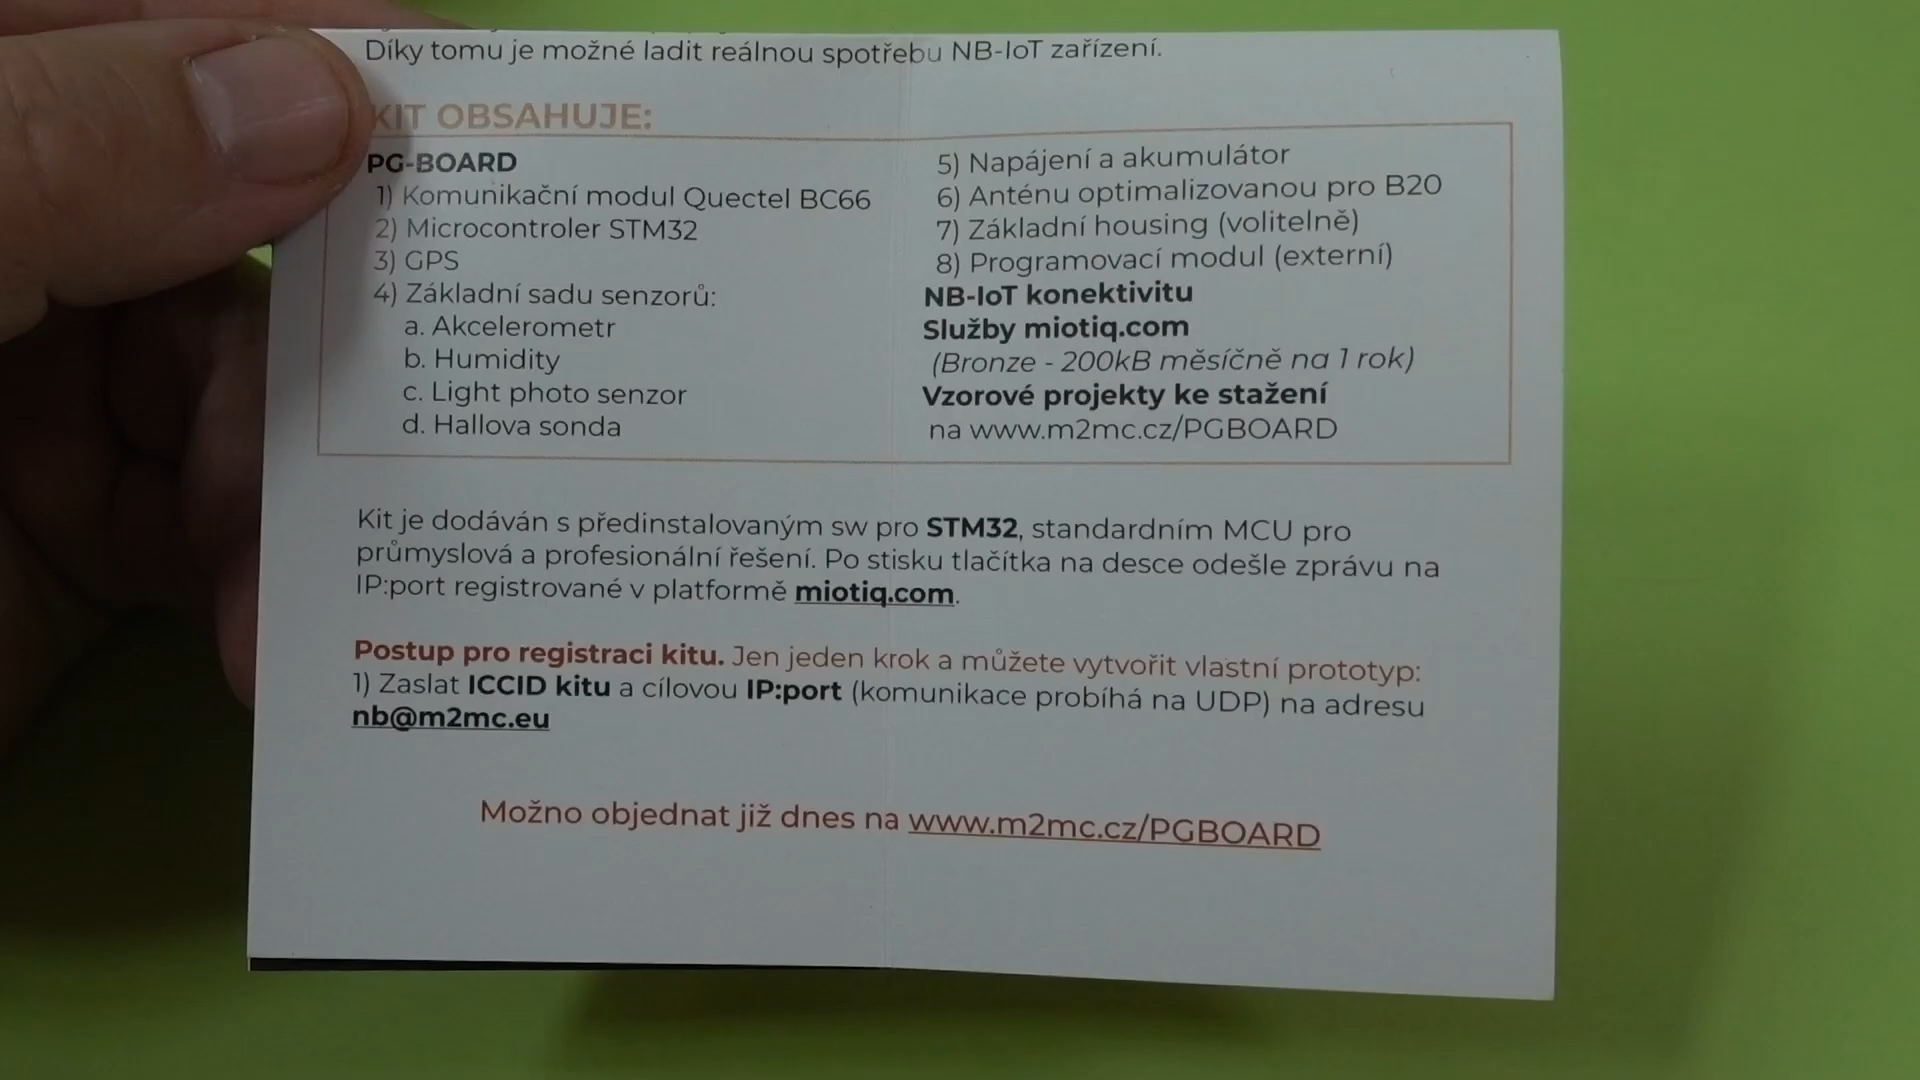 Díky tomu je možné ladit reálnou spotřebu NB-IoT zařízení.
KIT OBSAHUJE:
PG-BOARD
1) Komunikační modul Quectel BC66
2) Microcontroler STM32
3) GPS
4) Základní sadu senzorů:
a. Akcelerometr
b. Humidity
c. Light photo senzor
d. Hallova sonda
5) Napájení a akumulátor
6) Anténu optimalizovanou pro B20
7) Základní housing (volitelně)
8) Programovací modul (externí)
NB-IoT konektivitu
Služby miotiq.com
(Bronze - 200kB měsíčně na 1 rok)
Vzorové projekty ke stažení
na www.m2mc.cz/PGBOARD
Kit je dodáván s předinstalovaným sw pro STM32, standardním MCU pro
průmyslová a profesionální řešení. Po stisku tlačítka na desce odešle zprávu na
IP:port registrované v platformě miotiq.com.
Postup pro registraci kitu. Jen jeden krok a můžete vytvořit vlastní prototyp:
1) Zaslat ICCID kitu a cílovou IP:port (komunikace probíhá na UDP) na adresu
nb@m2mc.eu
Možno objednat již dnes na www.m2mc.cz/PGBOARD